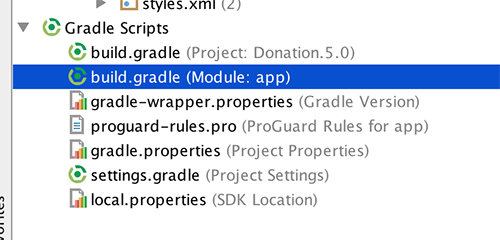 styles.xml (2)
Gradle Scripts
build.gradle (Project: Donation.5.0)
build.gradle (Module: app)
gradle-wrapper.properties (Gradle Version)
proguard-rules.pro (ProGuard Rules for app)
gradle.properties (Project Properties)
settings.gradle (Project Settings)
local.properties (SDK Location)